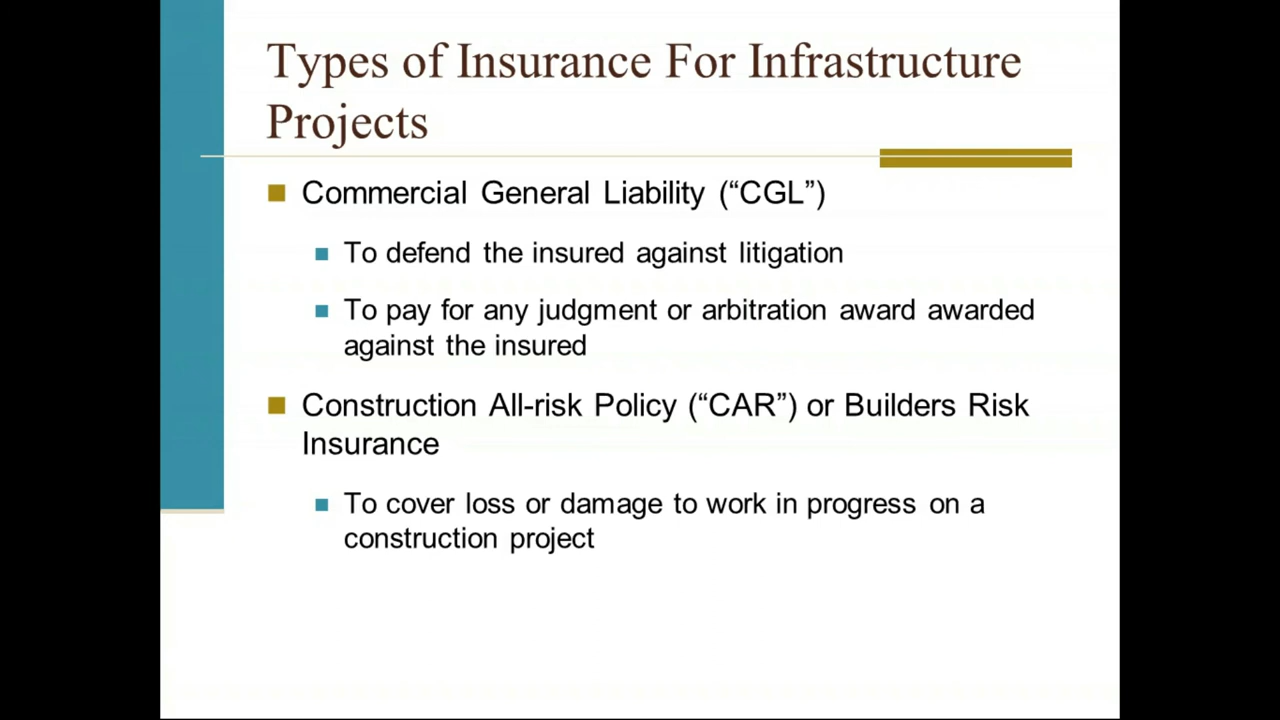 Types of Insurance For Infrastructure
Projects
Commercial General Liability (“CGL”)
To defend the insured against litigation
To pay for any judgment or arbitration award awarded
against the insured
Construction All-risk Policy (“CAR”) or Builders Risk
Insurance
To cover loss or damage to work in progress on a
construction project